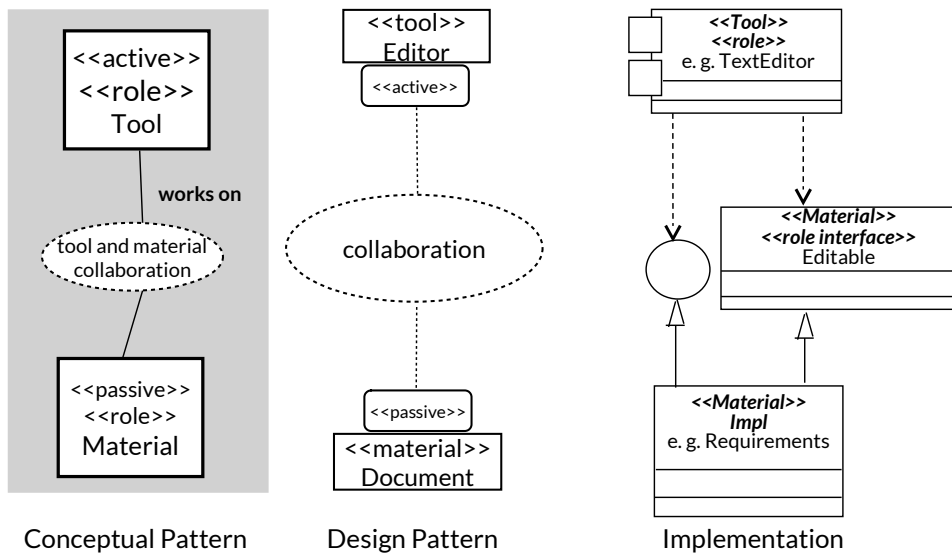 <<active>>
<<role>>
Tool
works on
tool and material
collaboration
<<passive>>
<<role>>
Material
Conceptual Pattern
<<tool>>
Editor
<<active>>
collaboration
<<passive>>
<<material>>
Document
Design Pattern
<<Tool>>
<<role>>
e. g. TextEditor
<<Material>>
<<role interface>>
Editable
<<Material>>
Impl
e. g. Requirements
Implementation